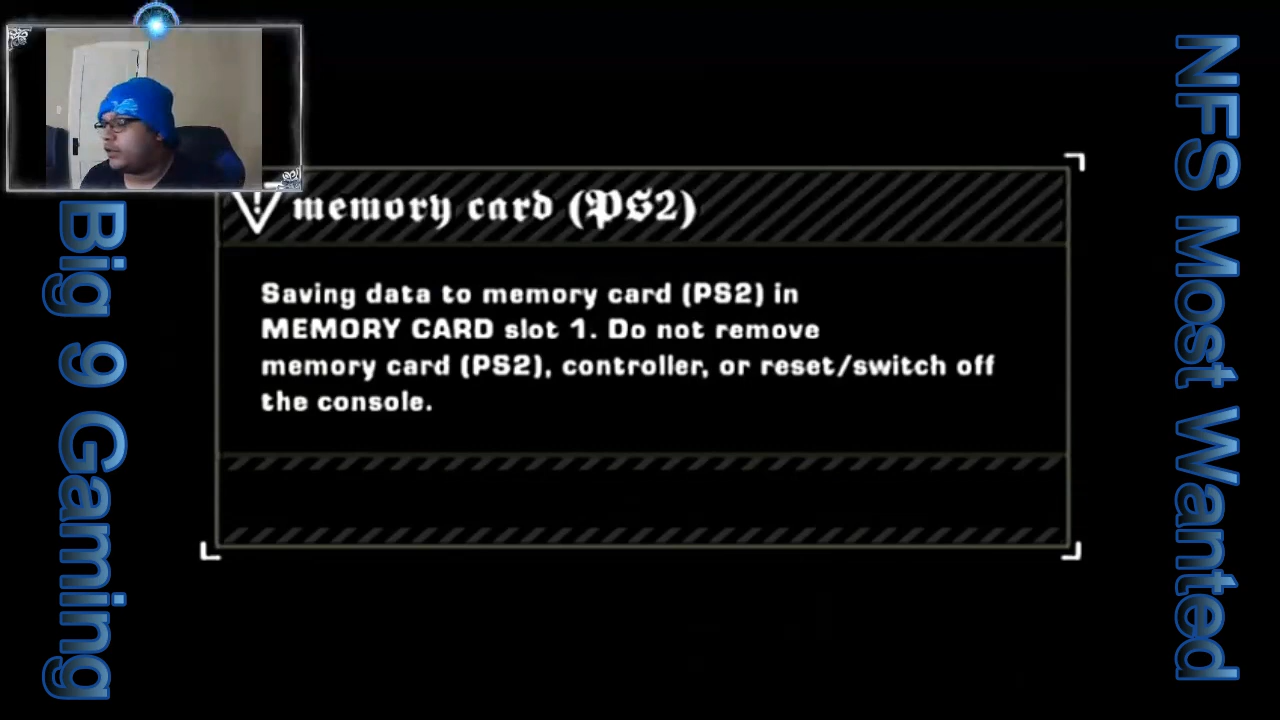 memory card (PS2)
Saving data to memory card (PS2) in
MEMORY CARD slot 1. Do not remove
memory card (PS2), controller, or reset/switch off
the console.
Big 9 Gaming
NFS Most Wanted